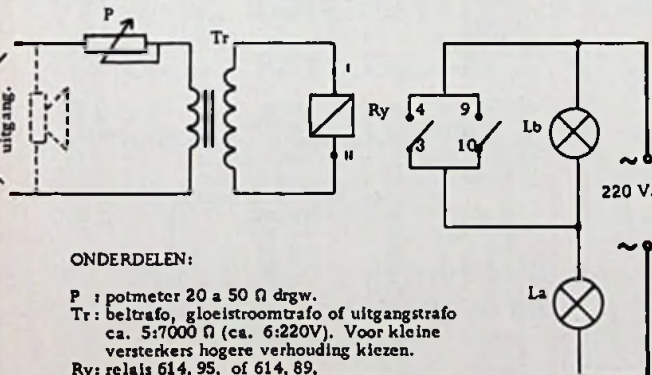 P
Tr
uitgang.
I
II
Ry
4
9
3
10
Lb
~
220 V.
~
La
ONDERDELEN:
P : potmeter 20 a 50 Ω drgw.
Tr: beltrafo, gloeistroomtrafo of uitgangstrafo
ca. 5:7000 Ω (ca. 6:220V). Voor kleine
versterkers hogere verhouding kiezen.
Ry: relais 614, 95, of 614, 89,